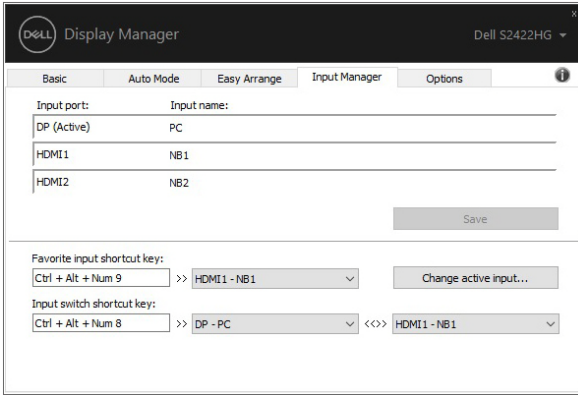 x
DELL Display Manager Dell S2422HG
Basic Auto Mode Easy Arrange Input Manager Options i
Input port: Input name:
DP (Active) PC
HDMI1 NB1
HDMI2 NB2
Save
Favorite input shortcut key:
Ctrl + Alt + Num 9 >> HDMI1 - NB1 Change active input...
Input switch shortcut key:
Ctrl + Alt + Num 8 >> DP - PC <<>> HDMI1 - NB1